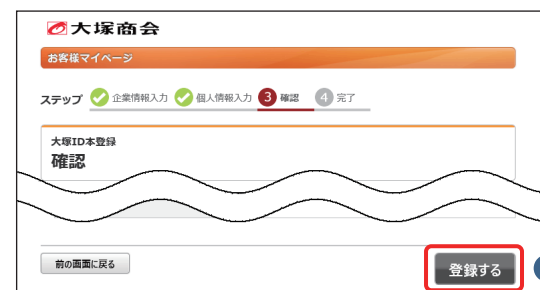 大塚商会
お客様マイページ
ステップ 企業情報入力 個人情報入力 3 確認 4 完了
大塚ID本登録
確認
前の画面に戻る
登録する